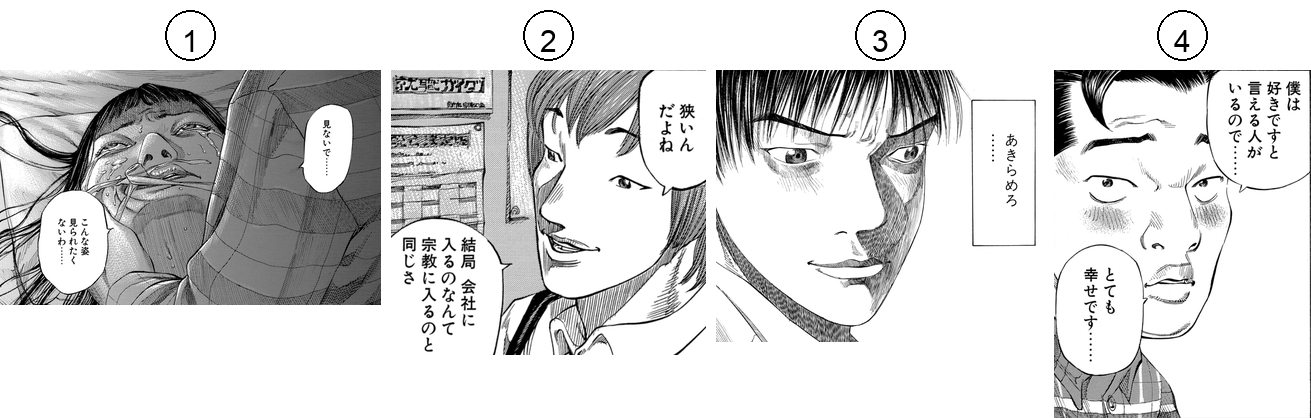 1
見ないで……
こんな姿
見られたく
ないわ……
2
狭いん
だよね
結局 会社に
入るのなんて
宗教に入るのと
同じさ
3
あきらめろ
……
4
僕は
好きですと
言える人が
いるので……
とても
幸せです……